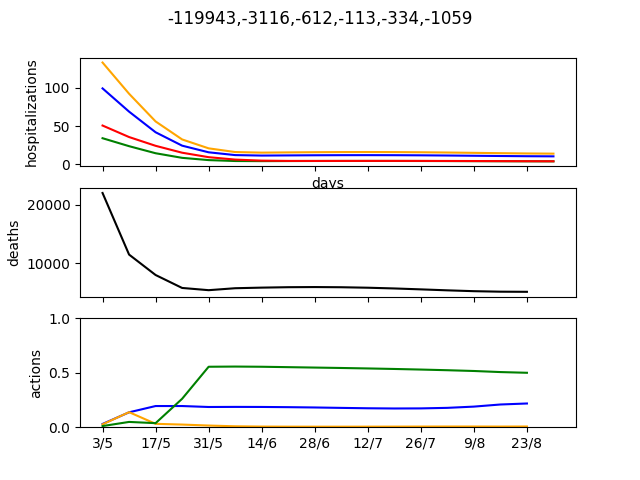 -119943,-3116,-612,-113,-334,-1059
hospitalizations
100
50
0
days
deaths
20000
10000
actions
1.0
0.5
0.0
3/5 17/5 31/5 14/6 28/6 12/7 26/7 9/8 23/8